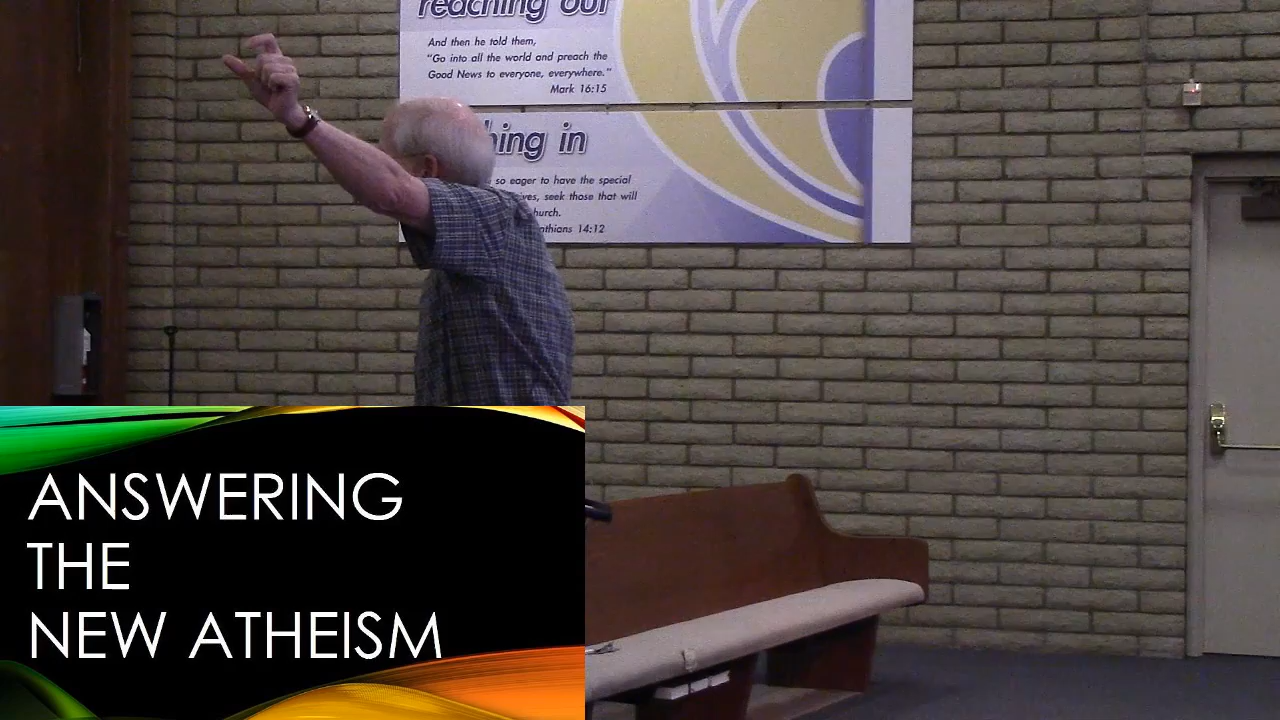 reaching out
And then he told them,
"Go into all the world and preach the
Good News to everyone, everywhere."
Mark 16:15
hing in
so eager to have the special
ives, seek those that will
hurch.
nthians 14:12
ANSWERING
THE
NEW ATHEISM